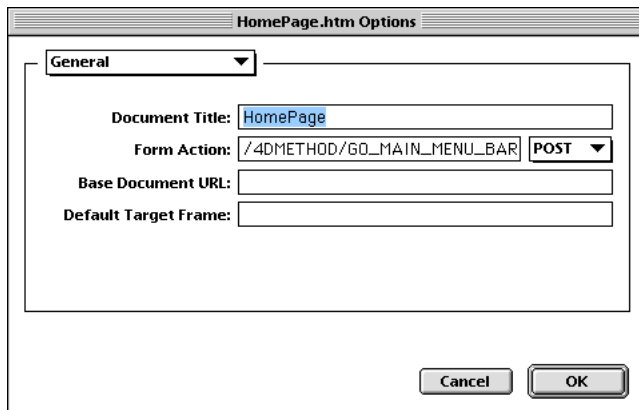 HomePage.htm Options
General
Document Title: HomePage
Form Action: /4DMETHOD/GO_MAIN_MENU_BAR POST
Base Document URL:
Default Target Frame:
Cancel OK